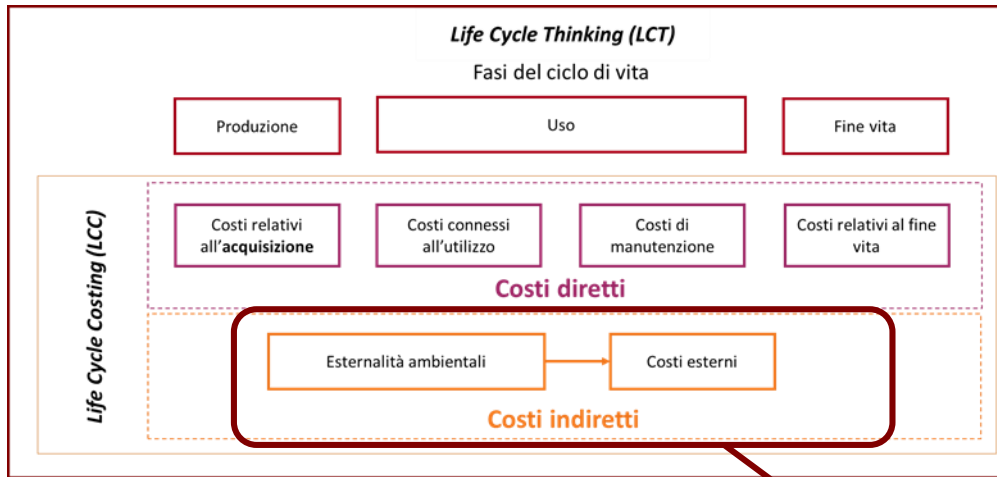 Life Cycle Thinking (LCT)
Fasi del ciclo di vita
Produzione
Uso
Fine vita
Life Cycle Costing (LCC)
Costi relativi
all'acquisizione
Costi connessi
all'utilizzo
Costi di
manutenzione
Costi relativi al fine
vita
Costi diretti
Esternalità ambientali
Costi esterni
Costi indiretti